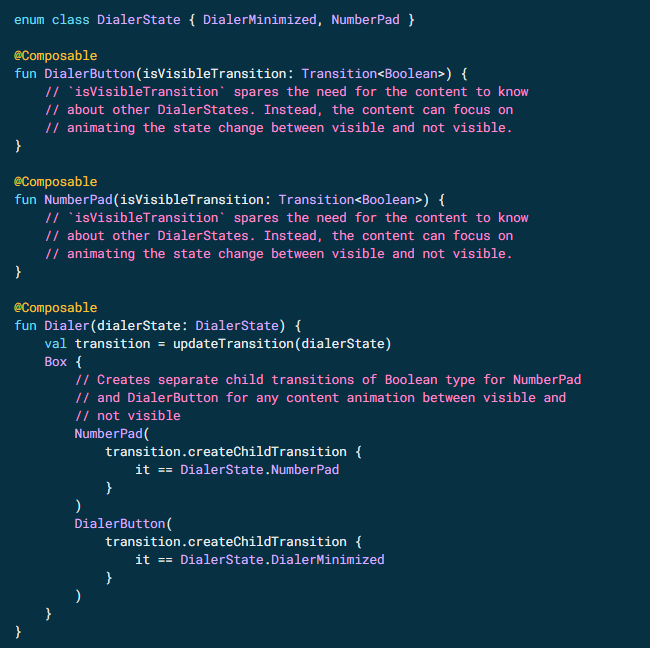 enum class DialerState { DialerMinimized, NumberPad }

@Composable
fun DialerButton(isVisibleTransition: Transition<Boolean>) {
    // `isVisibleTransition` spares the need for the content to know
    // about other DialerStates. Instead, the content can focus on
    // animating the state change between visible and not visible.
}

@Composable
fun NumberPad(isVisibleTransition: Transition<Boolean>) {
    // `isVisibleTransition` spares the need for the content to know
    // about other DialerStates. Instead, the content can focus on
    // animating the state change between visible and not visible.
}

@Composable
fun Dialer(dialerState: DialerState) {
    val transition = updateTransition(dialerState)
    Box {
        // Creates separate child transitions of Boolean type for NumberPad
        // and DialerButton for any content animation between visible and
        // not visible
        NumberPad(
            transition.createChildTransition {
                it == DialerState.NumberPad
            }
        )
        DialerButton(
            transition.createChildTransition {
                it == DialerState.DialerMinimized
            }
        )
    }
}